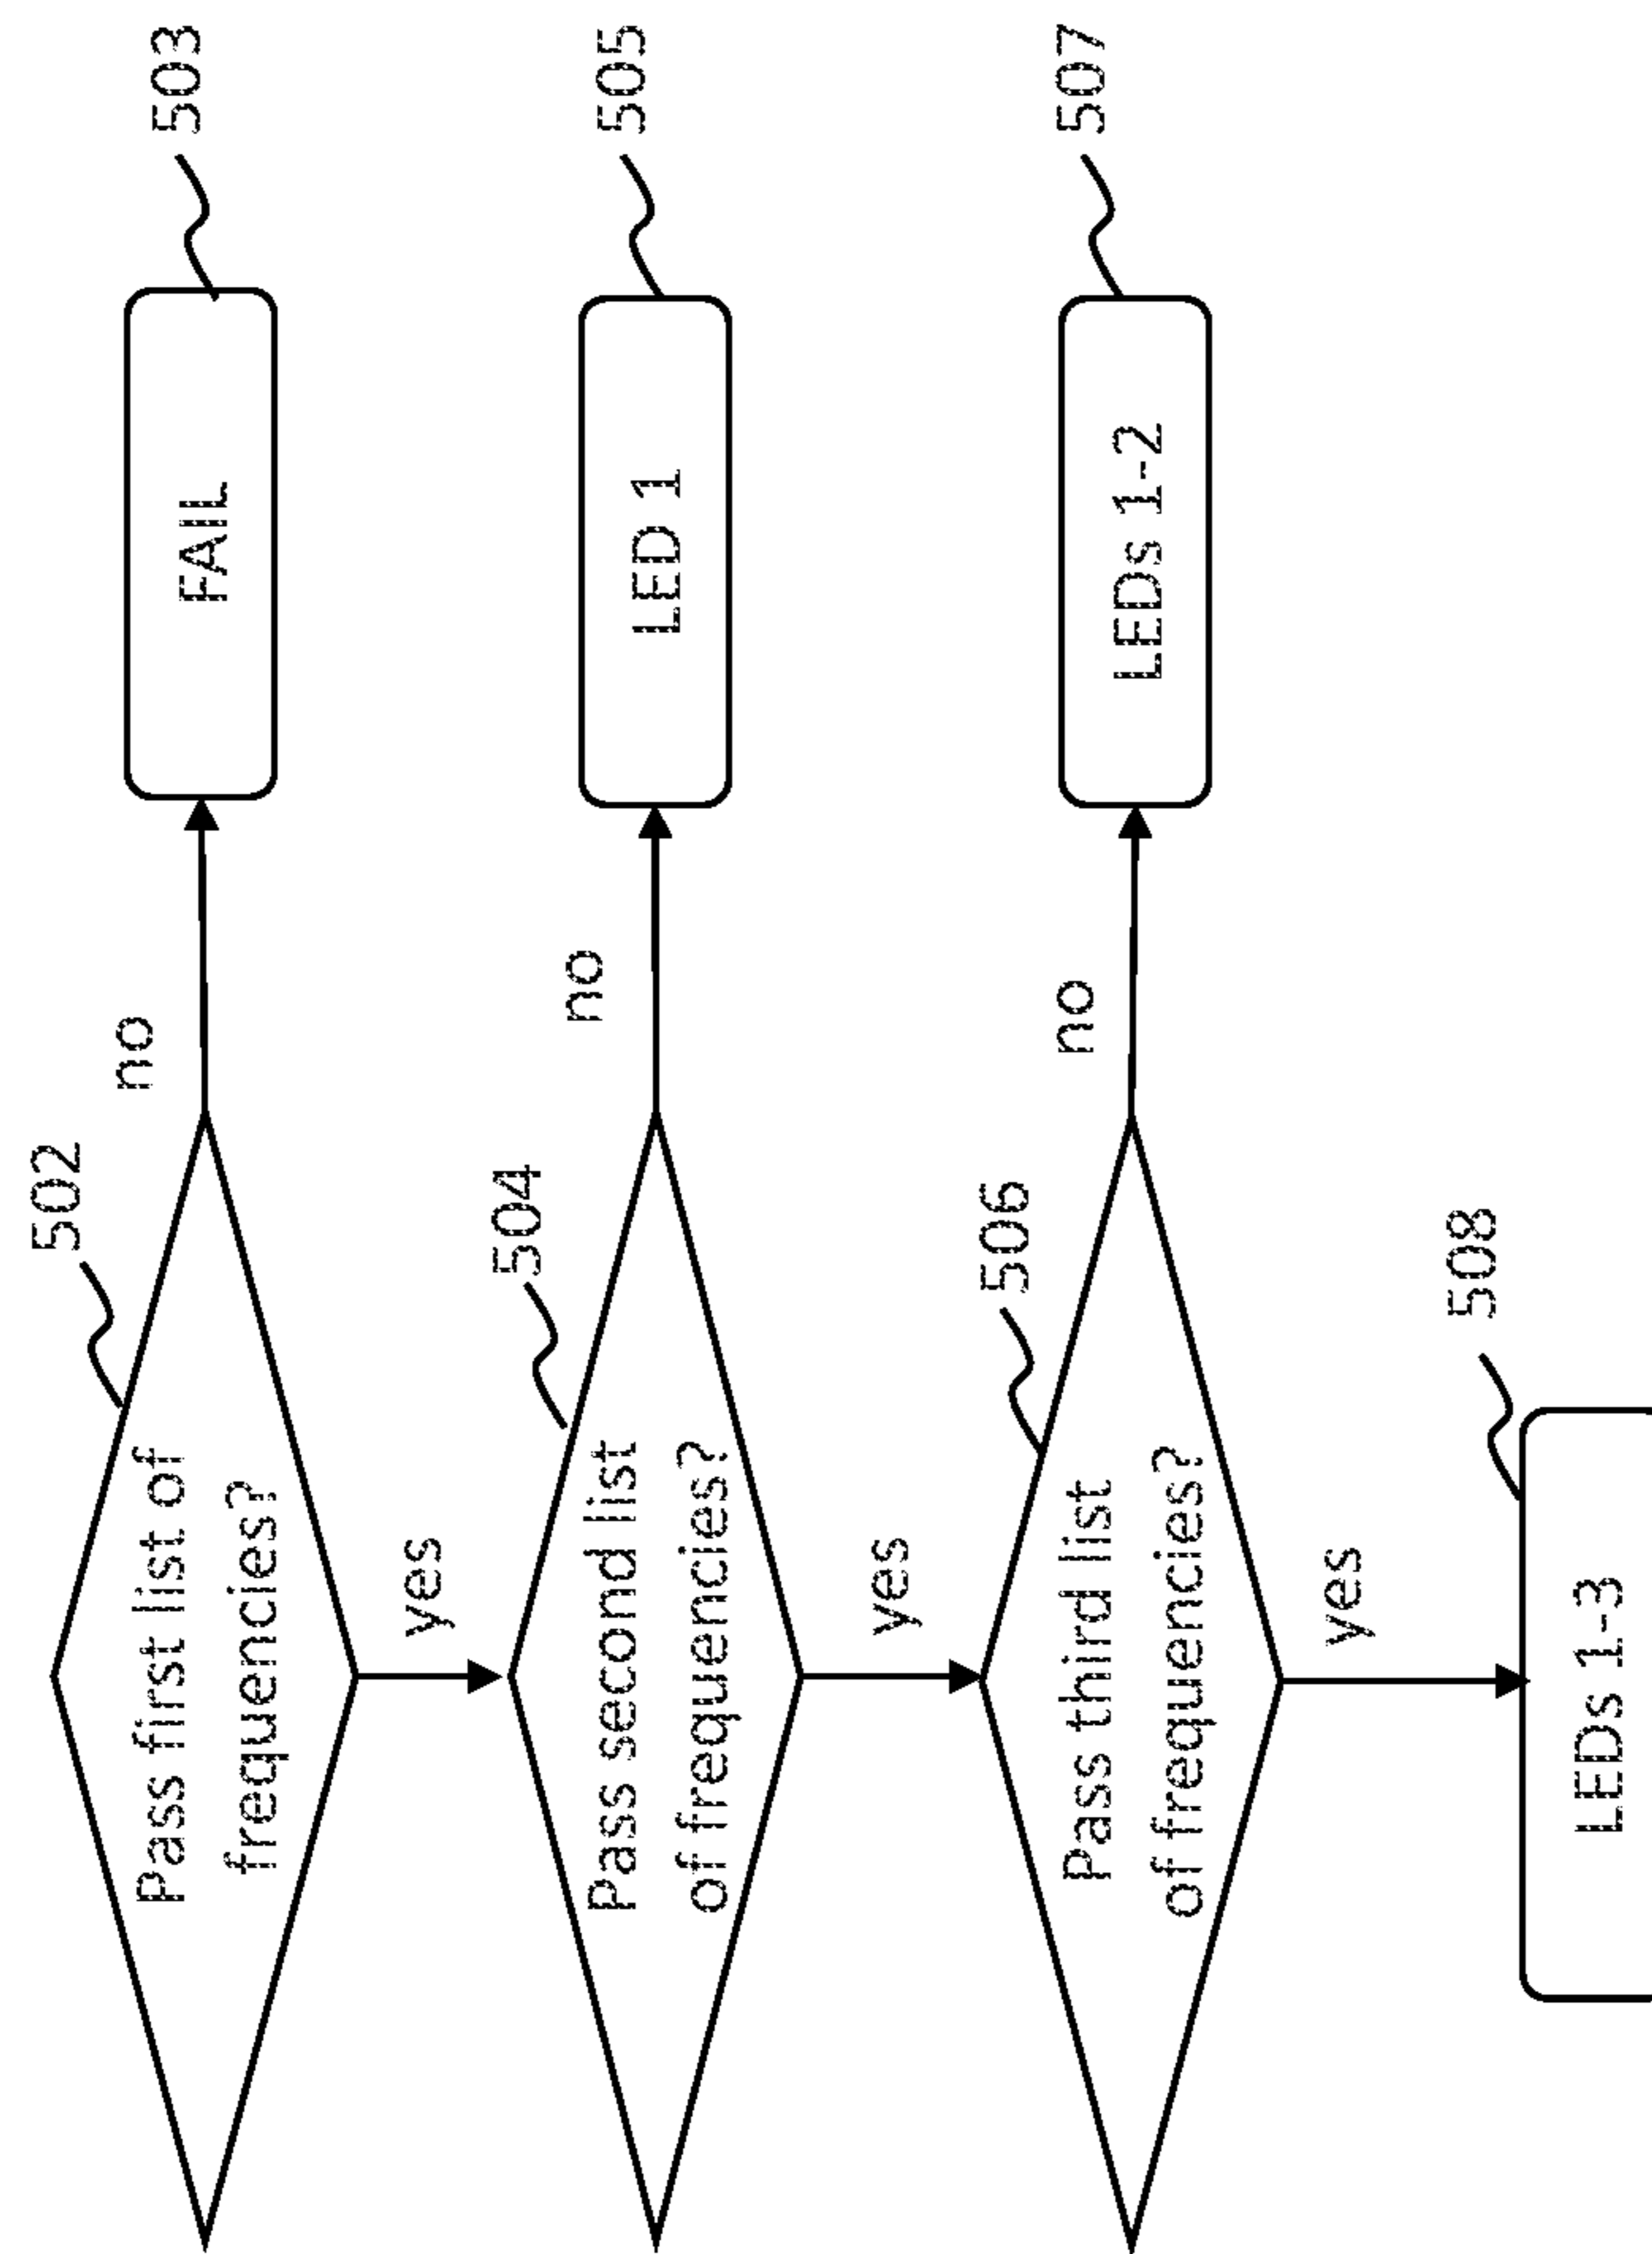 502
Pass first list of
frequencies?
no
FAIL
503
yes
504
Pass second list
of frequencies?
no
LED 1
505
yes
506
Pass third list
of frequencies?
no
LEDs 1-2
507
yes
508
LEDs 1-3